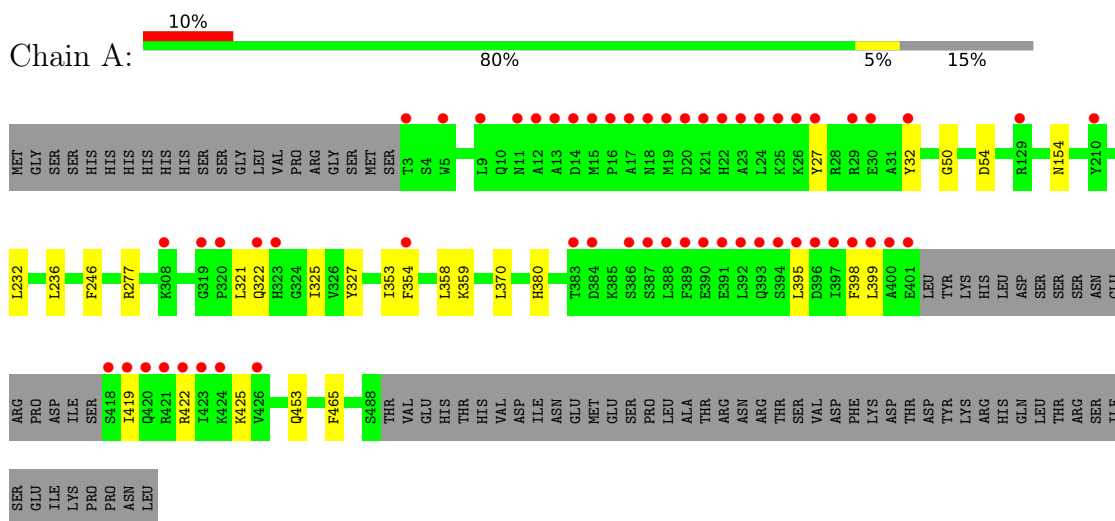 10%
Chain A:
80% 5% 15%
MET GLY SER SER HIS HIS HIS HIS HIS HIS SER SER GLY LEU VAL PRO ARG GLY SER MET SER T3 S4 W5 L9 Q10 N11 A12 A13 D14 M15 P16 A17 N18 M19 D20 K21 H22 A23 L24 K25 K26 Y27 R28 R29 E30 A31 Y32 G50 D54 R129 N154 Y210
L232 L236 F246 R277 K308 G319 P320 L321 Q322 H323 G324 I325 V326 Y327 I353 F354 L358 K359 L370 H380 T383 D384 K385 S386 S387 L388 F389 E390 E391 L392 Q393 S394 L395 D396 I397 F398 L399 A400 E401 LEU TYR LYS HIS LEU ASP SER SER SER ASN GLU
ARG PRO ASP ILE SER S418 I419 Q420 R421 R422 I423 K424 K425 V426 Q453 F465 S488 THR VAL GLU HIS THR HIS VAL ASP ILE ASN GLU MET GLU SER PRO LEU ALA THR ARG ASN ARG THR SER VAL ASP PHE LYS ASP THR ASP TYR LYS ARG HIS GLN LEU THR ARG SER ILE
SER GLU ILE LYS PRO PRO ASN LEU